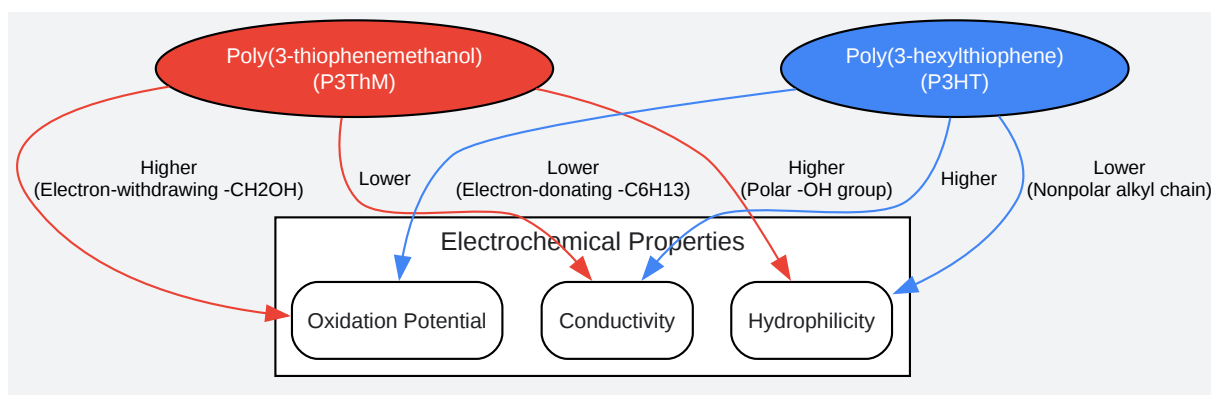 Poly(3-thiophenemethanol)
(P3ThM)
Poly(3-hexylthiophene)
(P3HT)
Higher
(Electron-withdrawing -CH2OH)
Lower
Lower
(Electron-donating -C6H13)
Higher
(Polar -OH group)
Higher
Lower
(Nonpolar alkyl chain)
Electrochemical Properties
Oxidation Potential
Conductivity
Hydrophilicity